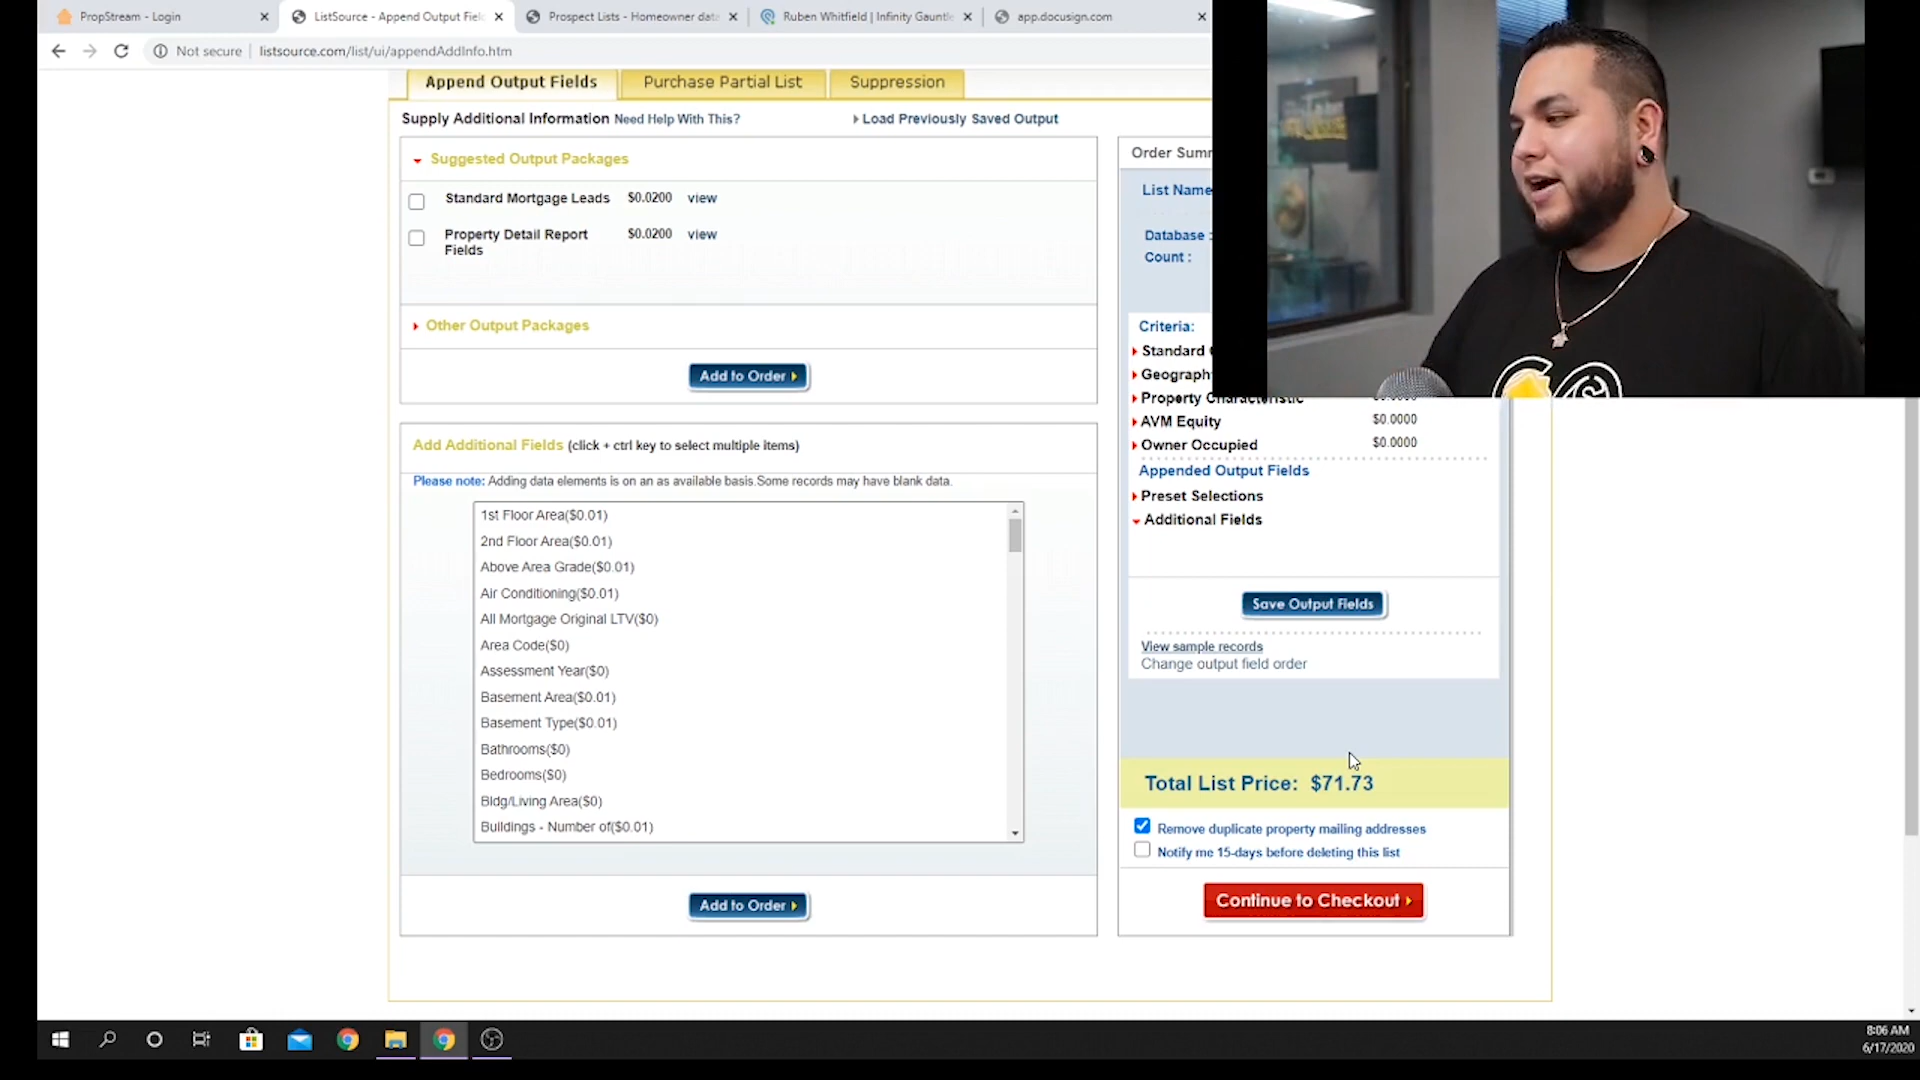 PropStream - Login
ListSource - Append Output Fiel
Prospect Lists - Homeowner data
Ruben Whitfield | Infinity Gauntle
app.docusign.com
Not secure
listsource.com/list/ui/appendAddInfo.htm
Append Output Fields
Purchase Partial List
Suppression
Supply Additional Information Need Help With This?
Load Previously Saved Output
Suggested Output Packages
Standard Mortgage Leads $0.0200 view
Property Detail Report Fields $0.0200 view
Other Output Packages
Add to Order
Add Additional Fields (click + ctrl key to select multiple items)
Please note: Adding data elements is on an as available basis.Some records may have blank data.
1st Floor Area($0.01)
2nd Floor Area($0.01)
Above Area Grade($0.01)
Air Conditioning($0.01)
All Mortgage Original LTV($0)
Area Code($0)
Assessment Year($0)
Basement Area($0.01)
Basement Type($0.01)
Bathrooms($0)
Bedrooms($0)
Bldg/Living Area($0)
Buildings - Number of($0.01)
Add to Order
Order Summ
List Name
Database :
Count :
Criteria:
Standard
Geography
Property Characteristic
AVM Equity $0.0000
Owner Occupied $0.0000
Appended Output Fields
Preset Selections
Additional Fields
Save Output Fields
View sample records
Change output field order
Total List Price: $71.73
Remove duplicate property mailing addresses
Notify me 15-days before deleting this list
Continue to Checkout
8:06 AM
6/17/2020